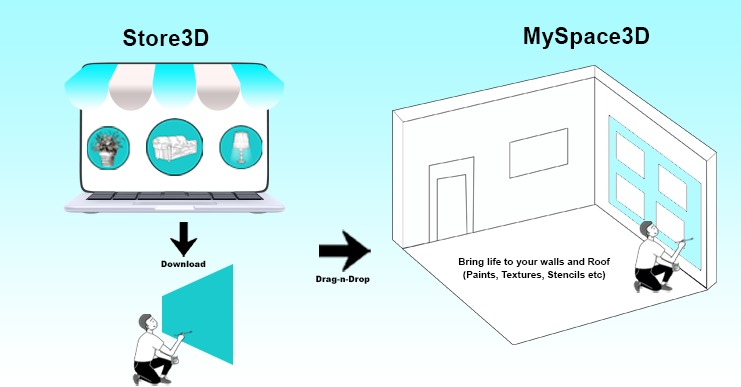 Store3D
MySpace3D
Download
Drag-n-Drop
Bring life to your walls and Roof
(Paints, Textures, Stencils etc)